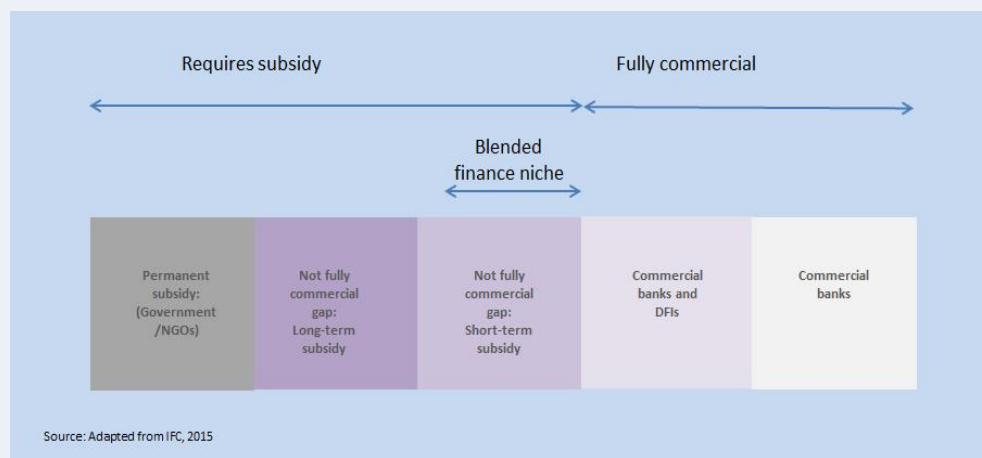 Requires subsidy
Fully commercial
Blended
finance niche
Permanent
subsidy:
(Government
/NGOs)
Not fully
commercial
gap:
Long-term
subsidy
Not fully
commercial
gap:
Short-term
subsidy
Commercial
banks and
DFIs
Commercial
banks
Source: Adapted from IFC, 2015